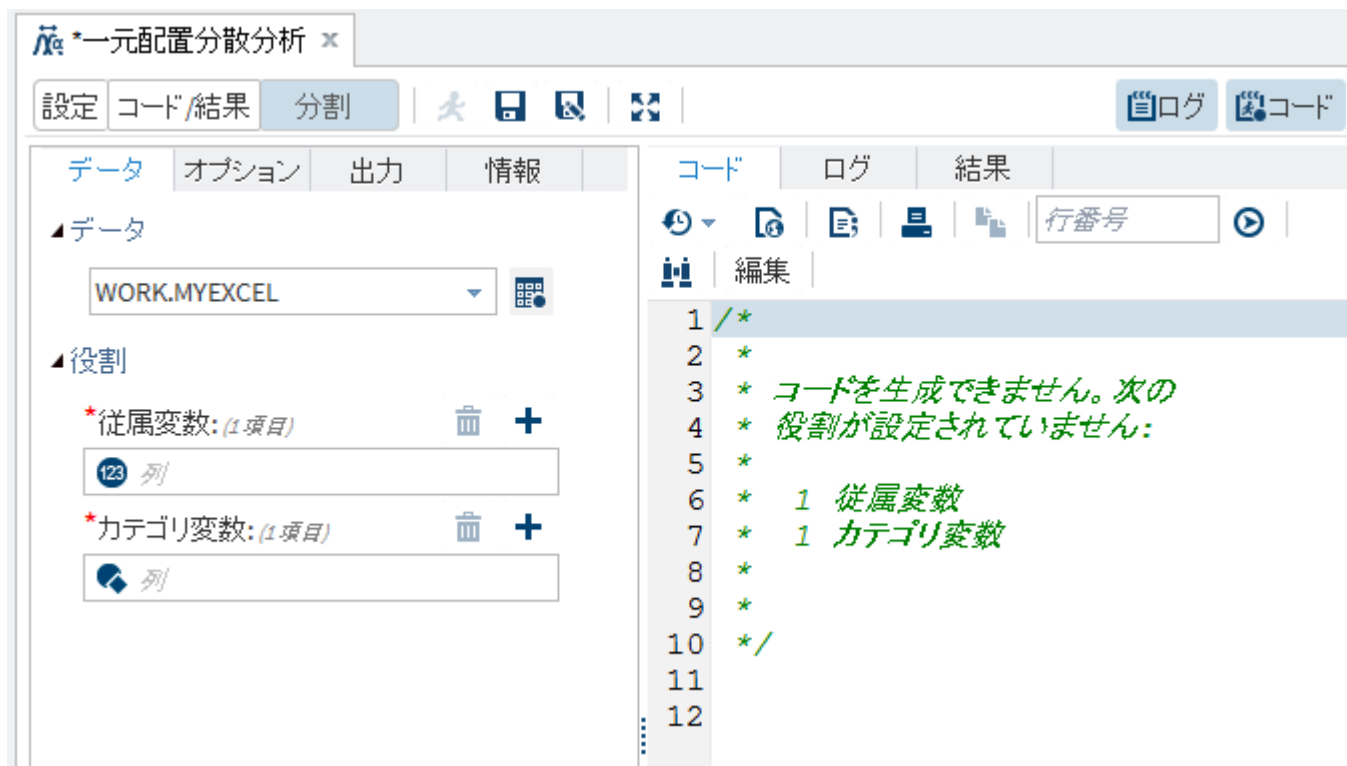 *一元配置分散分析 ×
設定 コード/結果 分割 ログ コード
データ オプション 出力 情報
データ
WORK.MYEXCEL
役割
*従属変数: (1項目)
123 列
*カテゴリ変数: (1項目)
列
コード ログ 結果
行番号
編集
1 /*
2 *
3 * コードを生成できません。次の
4 * 役割が設定されていません:
5 *
6 * 1 従属変数
7 * 1 カテゴリ変数
8 *
9 *
10 */
11
12